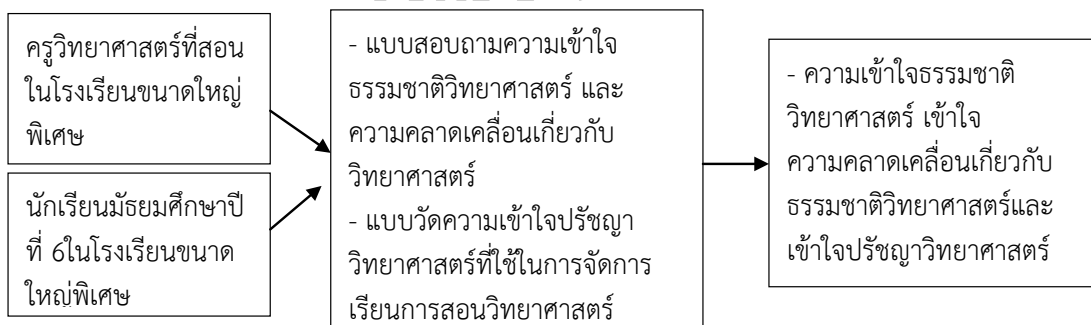 ครูวิทยาศาสตร์ที่สอน
ในโรงเรียนขนาดใหญ่
พิเศษ
นักเรียนมัธยมศึกษาปี
ที่ 6ในโรงเรียนขนาด
ใหญ่พิเศษ
- แบบสอบถามความเข้าใจ
ธรรมชาติวิทยาศาสตร์ และ
ความคลาดเคลื่อนเกี่ยวกับ
วิทยาศาสตร์
- แบบวัดความเข้าใจปรัชญา
วิทยาศาสตร์ที่ใช้ในการจัดการ
เรียนการสอนวิทยาศาสตร์
- ความเข้าใจธรรมชาติ
วิทยาศาสตร์ เข้าใจ
ความคลาดเคลื่อนเกี่ยวกับ
ธรรมชาติวิทยาศาสตร์และ
เข้าใจปรัชญาวิทยาศาสตร์